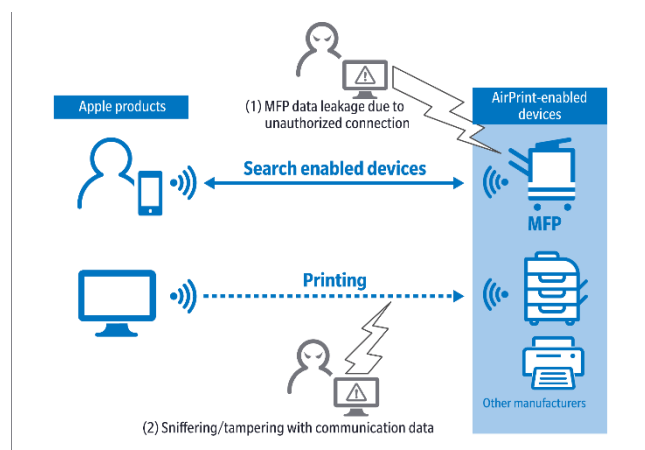 Apple products
(1) MFP data leakage due to
unauthorized connection
AirPrint-enabled
devices
Search enabled devices
MFP
Printing
Other manufacturers
(2) Sniffering/tampering with communication data